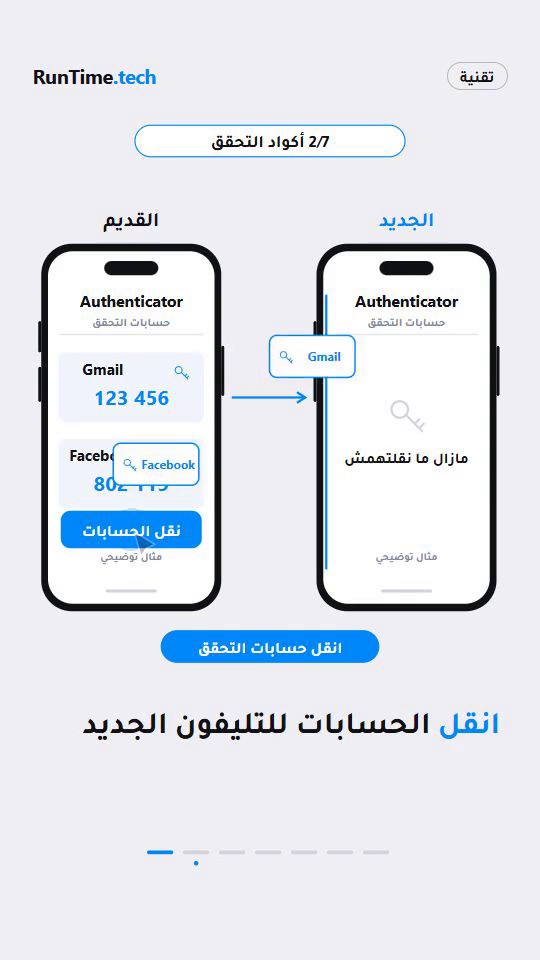 RunTime.tech
تقنية
2/7 أكواد التحقق
القديم
الجديد
Authenticator
حسابات التحقق
Gmail
123 456
Facebook
نقل الحسابات
مثال توضيحي
Authenticator
حسابات التحقق
Gmail
مازال ما نقلتهمش
مثال توضيحي
انقل حسابات التحقق
انقل الحسابات للتليفون الجديد